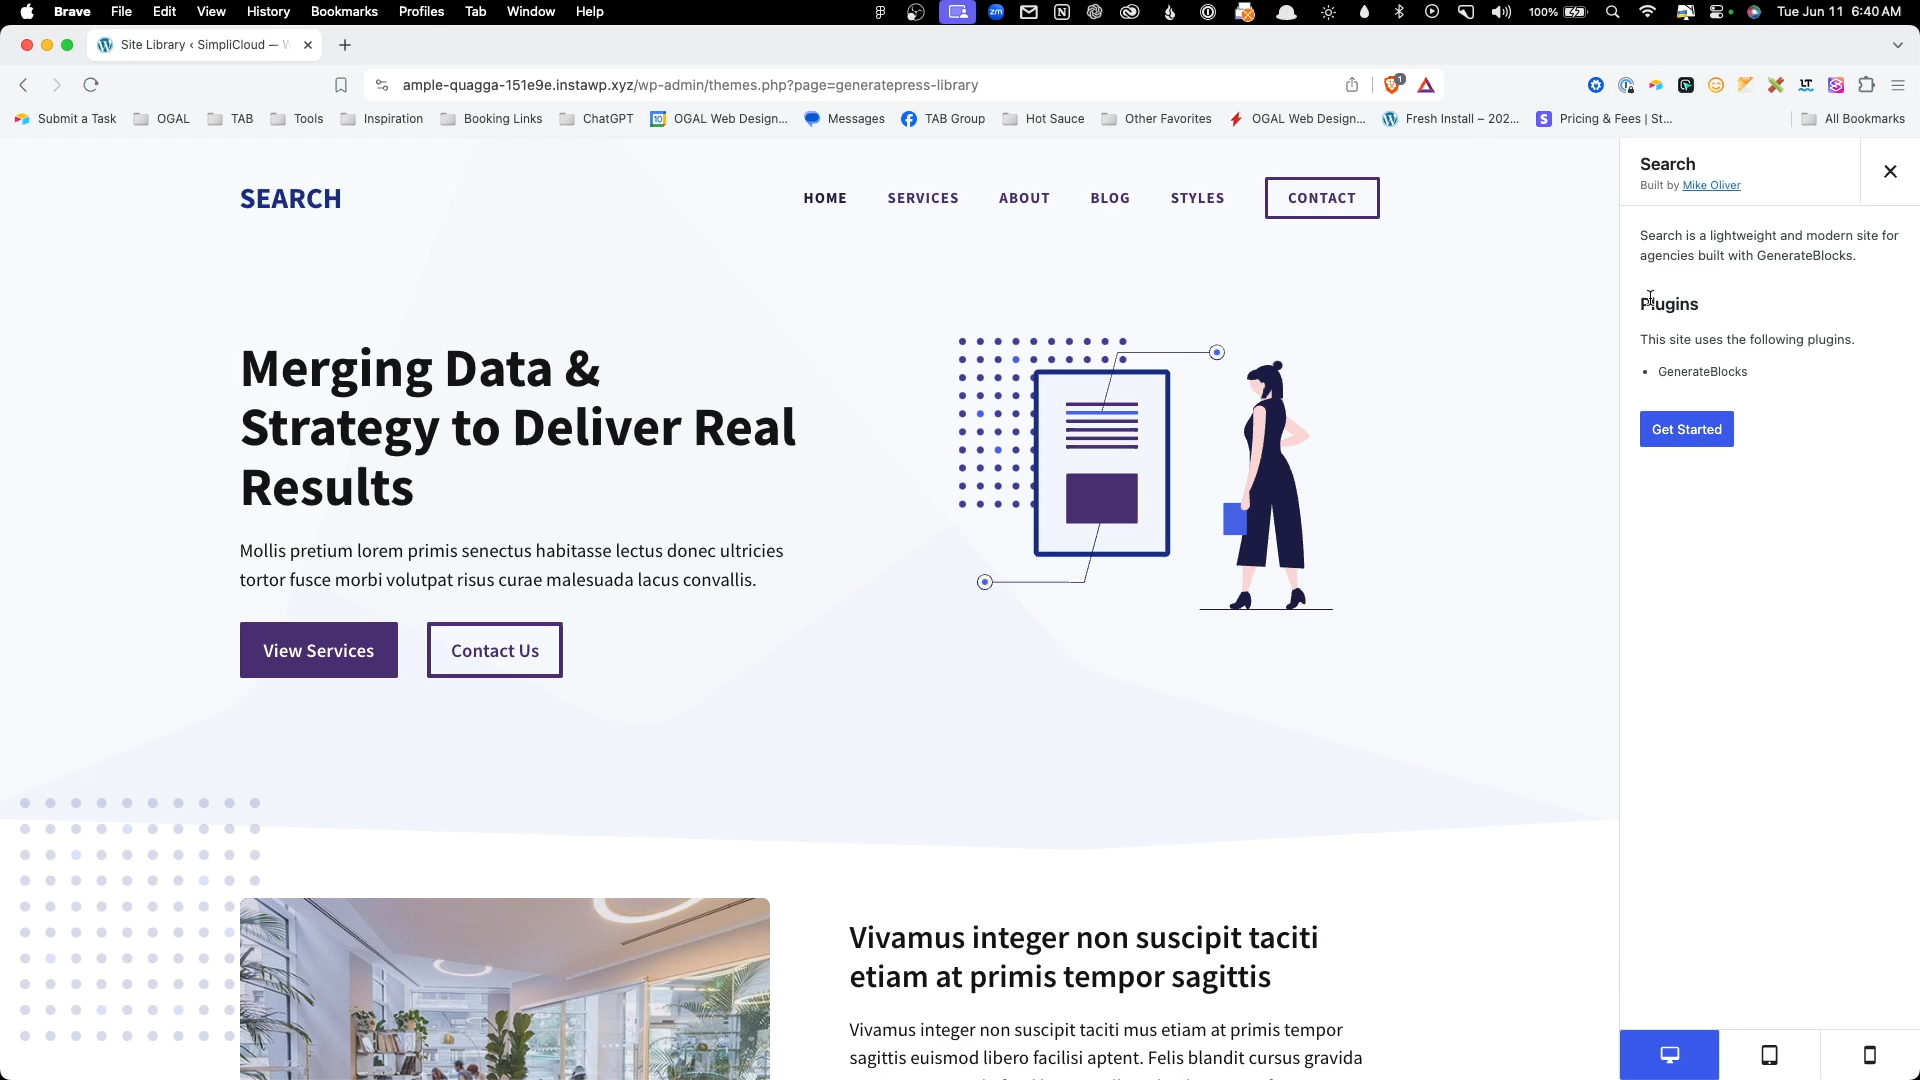 Brave File Edit View History Bookmarks Profiles Tab Window Help 100% Tue Jun 11 6:40 AM
Site Library ‹ SimpliCloud —
ample-quagga-151e9e.instawp.xyz/wp-admin/themes.php?page=generatepress-library
Submit a Task OGAL TAB Tools Inspiration Booking Links ChatGPT OGAL Web Design... Messages TAB Group Hot Sauce Other Favorites OGAL Web Design... Fresh Install – 202... Pricing & Fees | St... All Bookmarks
SEARCH
HOME SERVICES ABOUT BLOG STYLES CONTACT
Merging Data &
Strategy to Deliver Real
Results
Mollis pretium lorem primis senectus habitasse lectus donec ultricies
tortor fusce morbi volutpat risus curae malesuada lacus convallis.
View Services Contact Us
Vivamus integer non suscipit taciti
etiam at primis tempor sagittis
Vivamus integer non suscipit taciti mus etiam at primis tempor
sagittis euismod libero facilisi aptent. Felis blandit cursus gravida
Search
Built by Mike Oliver
Search is a lightweight and modern site for
agencies built with GenerateBlocks.
Plugins
This site uses the following plugins.
• GenerateBlocks
Get Started